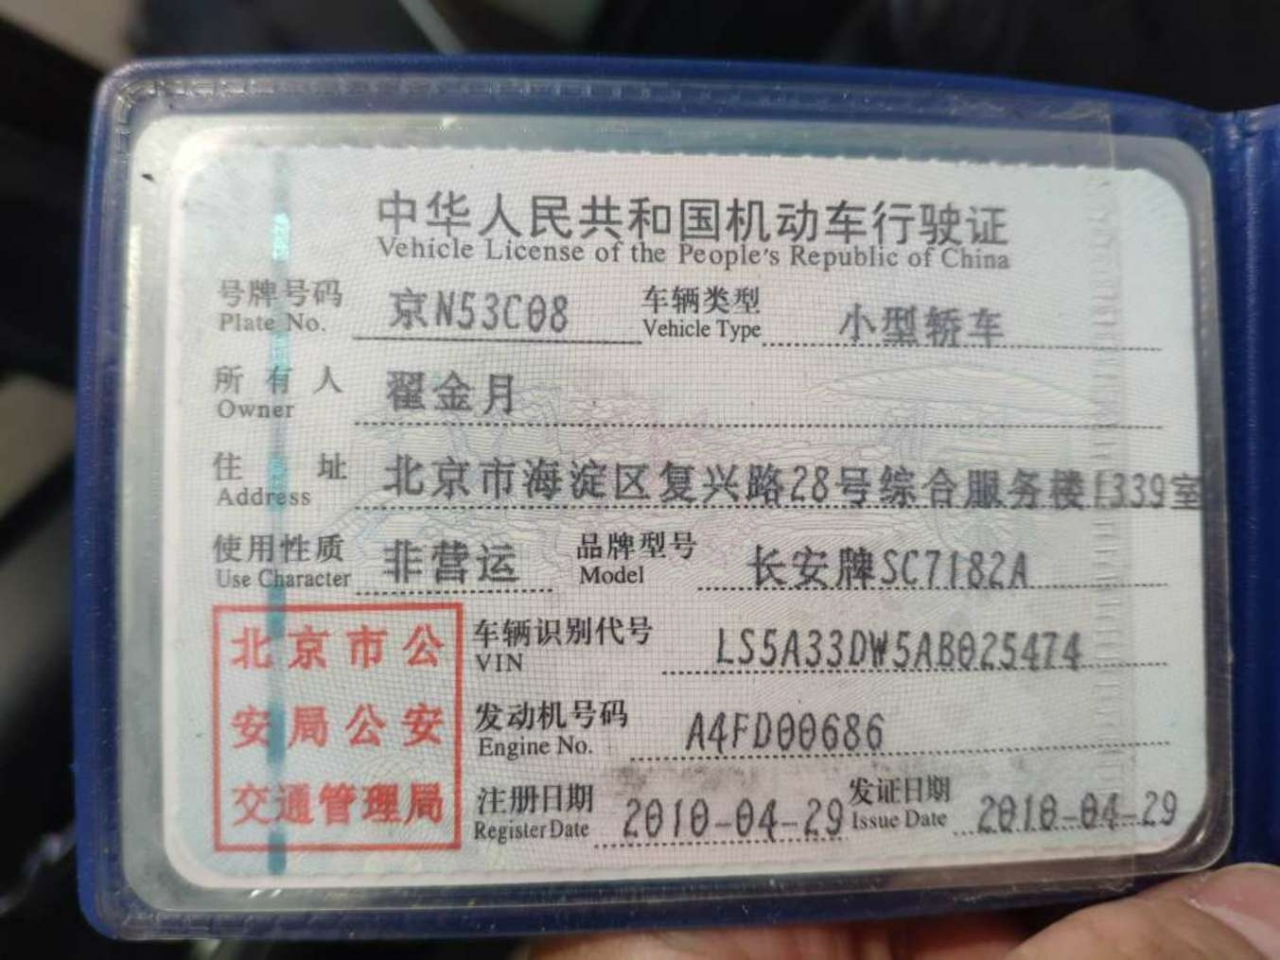 中华人民共和国机动车行驶证
Vehicle License of the People's Republic of China
号牌号码 京N53C08 车辆类型 小型轿车
Plate No. Vehicle Type
所有人 翟金月
Owner
住址 北京市海淀区复兴路28号综合服务楼1339室
Address
使用性质 非营运 品牌型号 长安牌SC7182A
Use Character Model
北京市公
安局公安
交通管理局
车辆识别代号 LS5A33DW5AB025474
VIN
发动机号码 A4FD00686
Engine No.
注册日期 2010-04-29 发证日期 2010-04-29
Register Date Issue Date